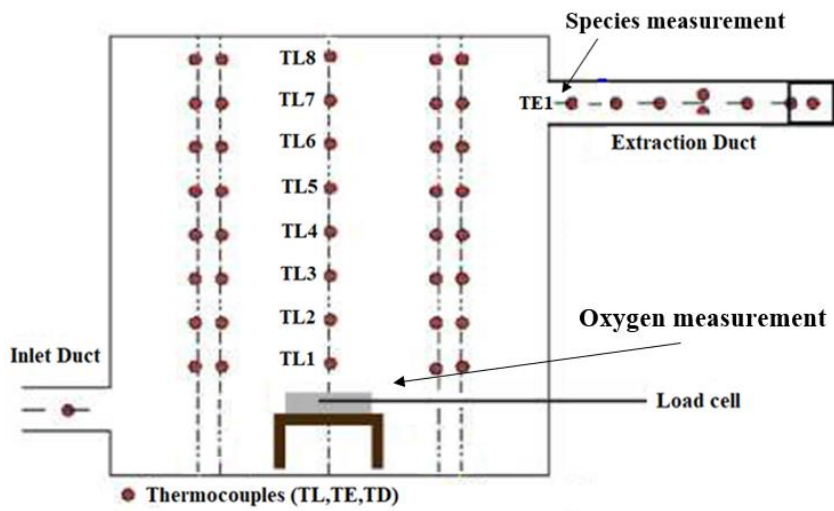 Species measurement
TL8
TL7
TE1
TL6
Extraction Duct
TL5
TL4
TL3
TL2
Oxygen measurement
Inlet Duct
TL1
Load cell
Thermocouples (TL,TE,TD)